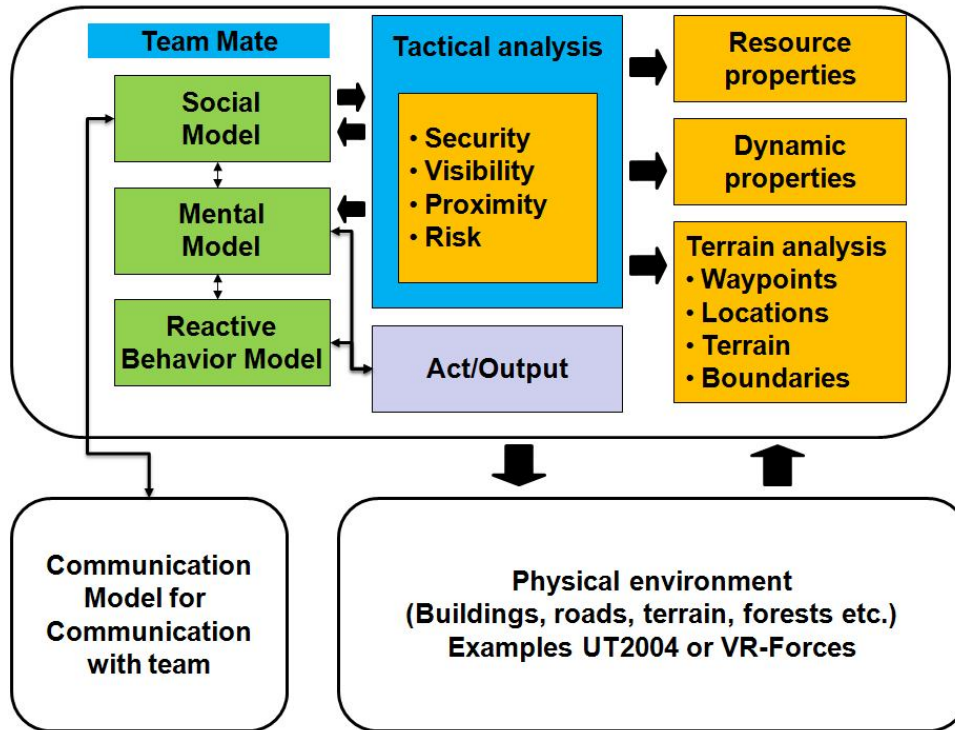 Team Mate
Social
Model
Mental
Model
Reactive
Behavior Model
Tactical analysis
• Security
• Visibility
• Proximity
• Risk
Act/Output
Resource
properties
Dynamic
properties
Terrain analysis
• Waypoints
• Locations
• Terrain
• Boundaries
Communication
Model for
Communication
with team
Physical environment
(Buildings, roads, terrain, forests etc.)
Examples UT2004 or VR-Forces